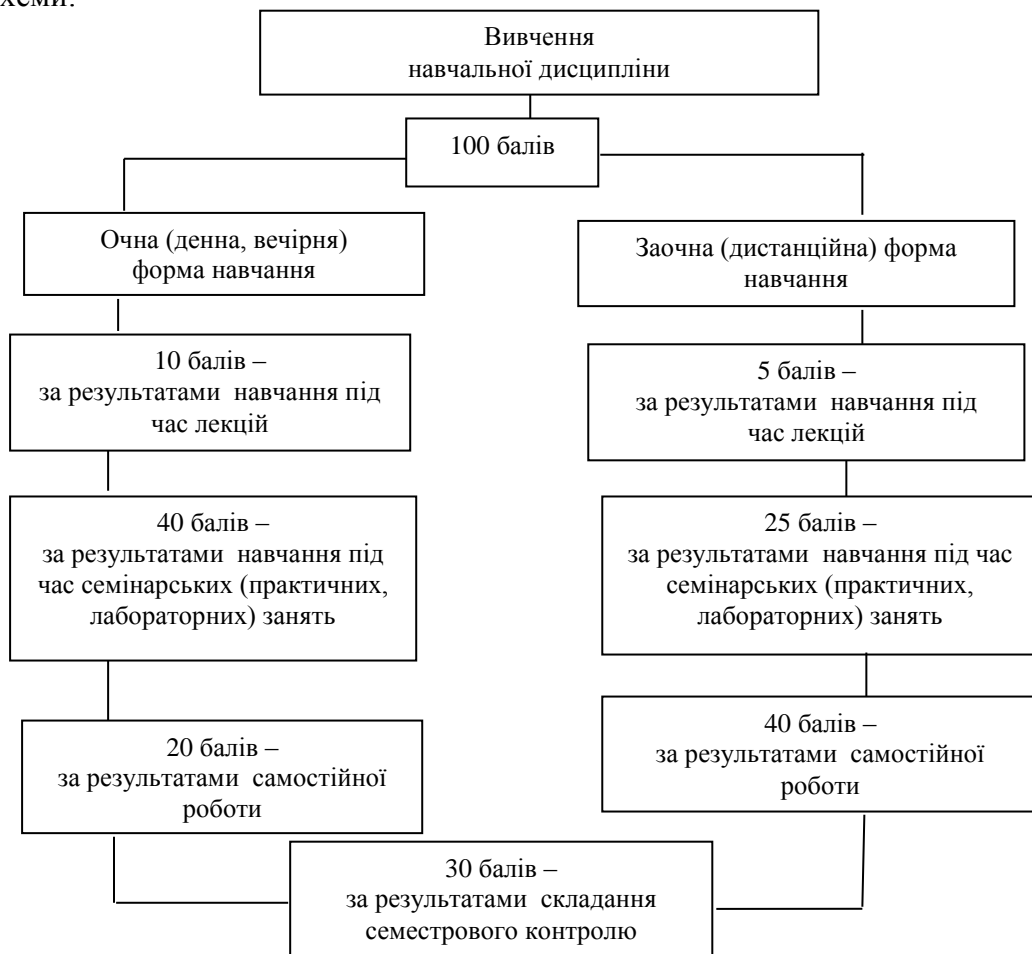 хеми:
Вивчення
навчальної дисципліни
100 балів
Очна (денна, вечірня)
форма навчання
Заочна (дистанційна) форма
навчання
10 балів –
за результатами навчання під
час лекцій
5 балів –
за результатами навчання під
час лекцій
40 балів –
за результатами навчання під
час семінарських (практичних,
лабораторних) занять
25 балів –
за результатами навчання під час
семінарських (практичних,
лабораторних) занять
20 балів –
за результатами самостійної
роботи
40 балів –
за результатами самостійної
роботи
30 балів –
за результатами складання
семестрового контролю